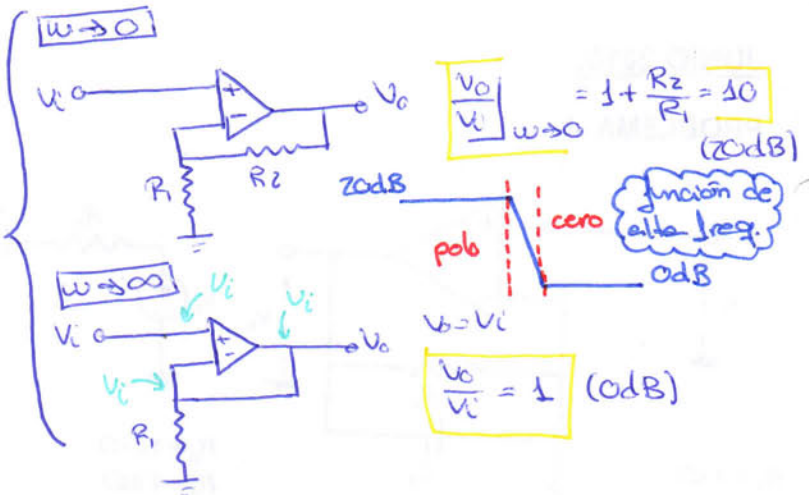 w→0
Vi
+
-
Vo
R1
R2
Vo/Vi]w→0 = 1 + R2/R1 = 10
(20dB)
20dB
polo
cero
función de
alta freq.
0dB
w→∞
Vi
Vi
Vi
+
-
Vo
Vi
R1
Vo=Vi
Vo/Vi = 1 (0dB)